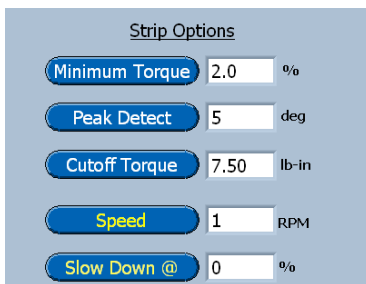 Strip Options
Minimum Torque 2.0 %
Peak Detect 5 deg
Cutoff Torque 7.50 lb-in
Speed 1 RPM
Slow Down @ 0 %